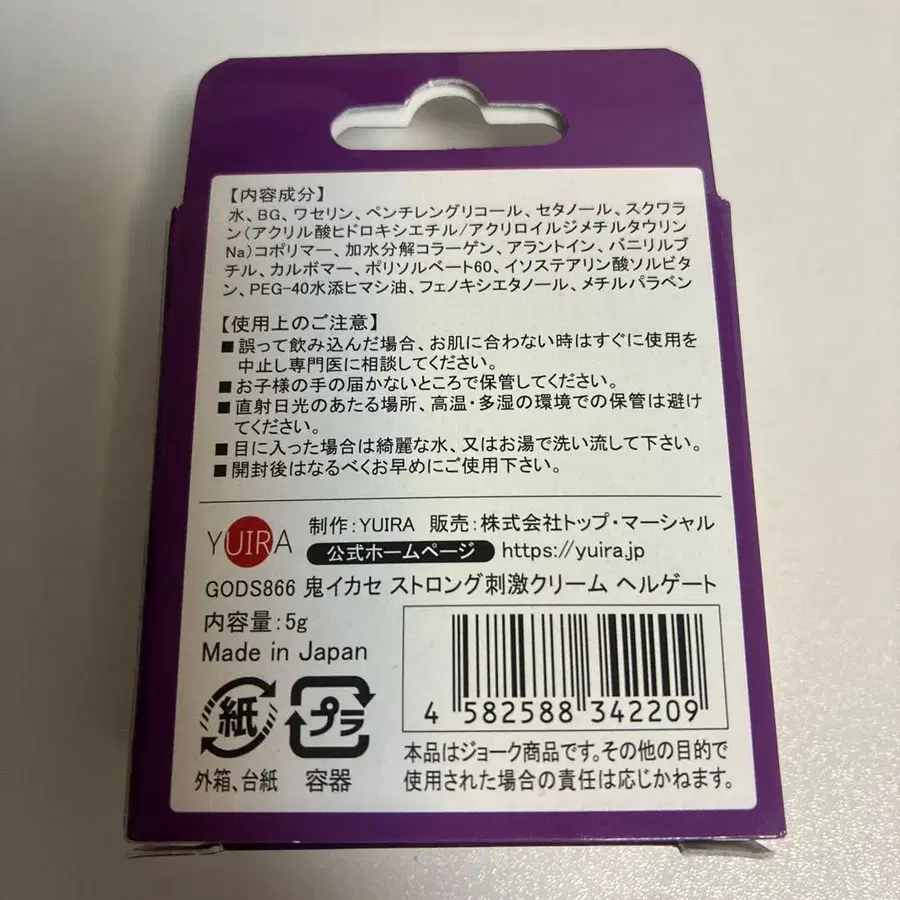 【内容成分】
水、BG、ワセリン、ペンチレングリコール、セタノール、スクワラ
ン(アクリル酸ヒドロキシエチル/アクリロイルジメチルタウリン
Na)コポリマー、加水分解コラーゲン、アラントイン、バニリルブ
チル、カルボマー、ポリソルベート60、イソステアリン酸ソルビタ
ン、PEG-40水添ヒマシ油、フェノキシエタノール、メチルパラベン
【使用上のご注意】
■誤って飲み込んだ場合、お肌に合わない時はすぐに使用を
中止し専門医に相談してください。
■お子様の手の届かないところで保管してください。
■直射日光のあたる場所、高温・多湿の環境での保管は避け
てください。
■目に入った場合は綺麗な水、又はお湯で洗い流して下さい。
■開封後はなるべくお早めにご使用下さい。
YUIRA
制作:YUIRA 販売:株式会社トップ・マーシャル
公式ホームページ https://yuira.jp
GODS866 鬼イカセ ストロング刺激クリーム ヘルゲート
内容量:5g
Made in Japan
紙 プラ
外箱、台紙 容器
4 582588 342209
本品はジョーク商品です。その他の目的で
使用された場合の責任は応じかねます。